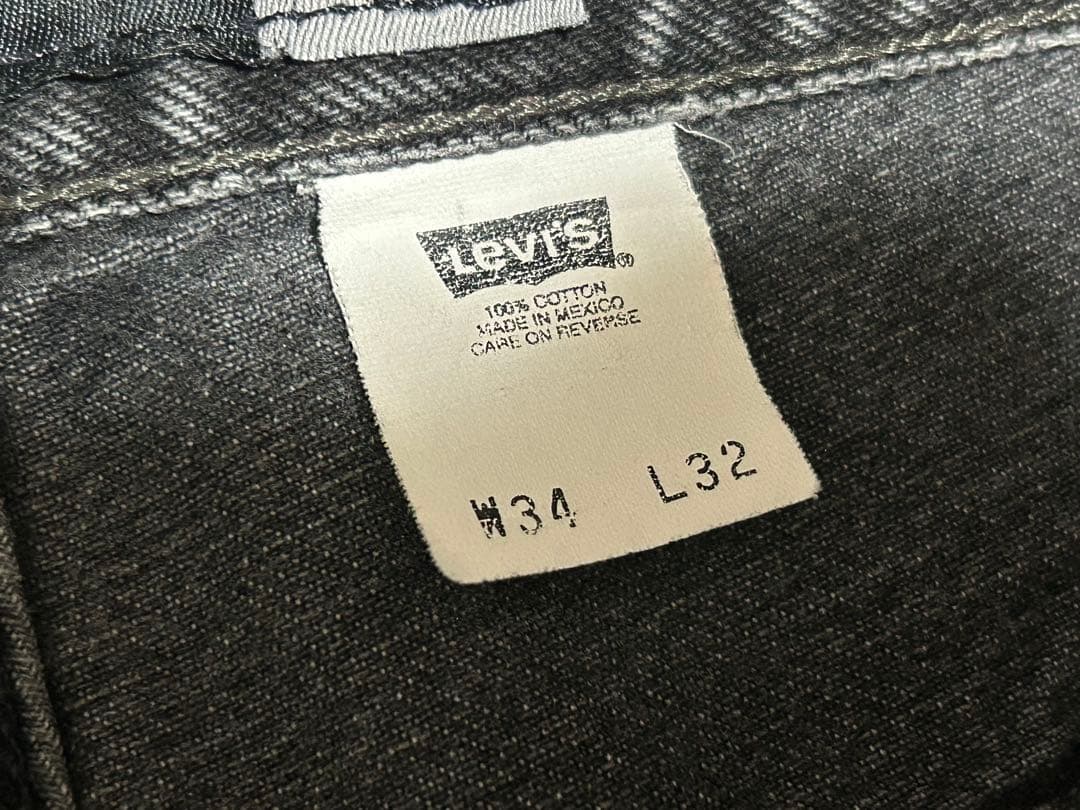 Levi's®
100% COTTON
MADE IN MEXICO
CARE ON REVERSE
W34 L32